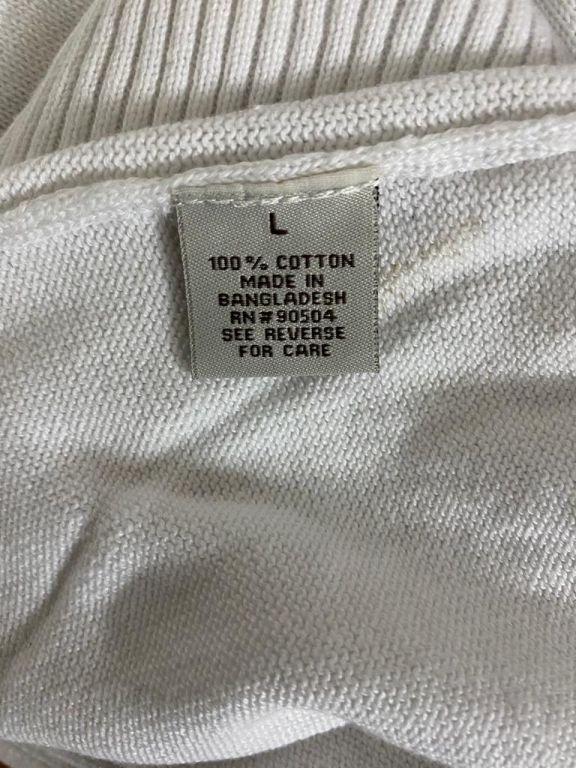 L
100% COTTON
MADE IN
BANGLADESH
RN#90504
SEE REVERSE
FOR CARE